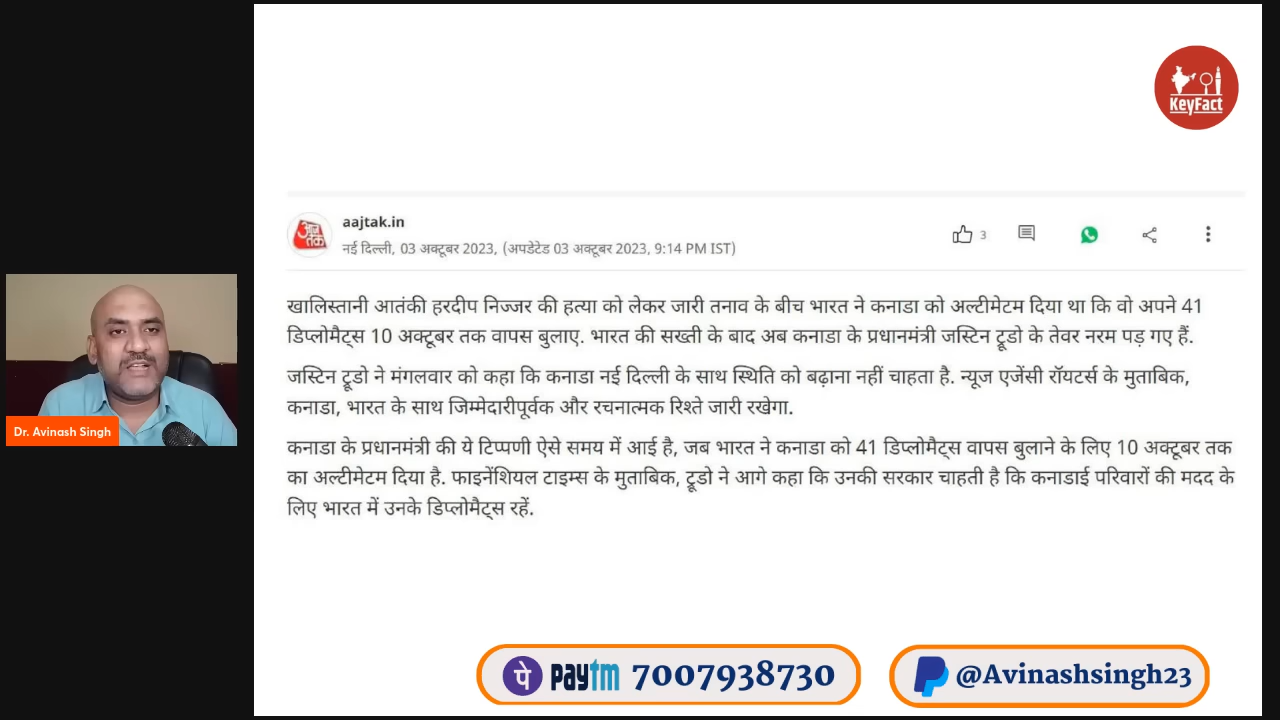 KeyFact
आज
तक
aajtak.in
नई दिल्ली, 03 अक्टूबर 2023, (अपडेटेड 03 अक्टूबर 2023, 9:14 PM IST)
3
खालिस्तानी आतंकी हरदीप निज्जर की हत्या को लेकर जारी तनाव के बीच भारत ने कनाडा को अल्टीमेटम दिया था कि वो अपने 41
डिप्लोमैट्स 10 अक्टूबर तक वापस बुलाए. भारत की सख्ती के बाद अब कनाडा के प्रधानमंत्री जस्टिन ट्रूडो के तेवर नरम पड़ गए हैं.
जस्टिन ट्रूडो ने मंगलवार को कहा कि कनाडा नई दिल्ली के साथ स्थिति को बढ़ाना नहीं चाहता है. न्यूज एजेंसी रॉयटर्स के मुताबिक,
कनाडा, भारत के साथ जिम्मेदारीपूर्वक और रचनात्मक रिश्ते जारी रखेगा.
कनाडा के प्रधानमंत्री की ये टिप्पणी ऐसे समय में आई है, जब भारत ने कनाडा को 41 डिप्लोमैट्स वापस बुलाने के लिए 10 अक्टूबर तक
का अल्टीमेटम दिया है. फाइनेंशियल टाइम्स के मुताबिक, ट्रूडो ने आगे कहा कि उनकी सरकार चाहती है कि कनाडाई परिवारों की मदद के
लिए भारत में उनके डिप्लोमैट्स रहें.
Dr. Avinash Singh
पे paytm 7007938730
@Avinashsingh23